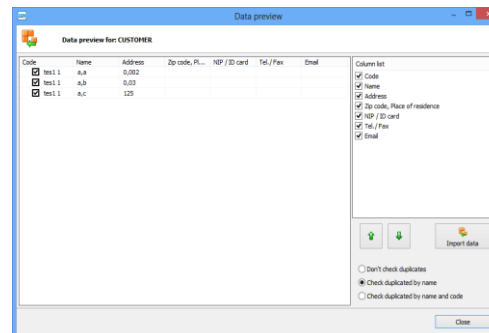 Data preview
Data preview for: CUSTOMER
Code Name Address Zip code, Pl... NIP / ID card Tel./ Fax Email
tes1 1 a,a 0,002
tes1 1 a,b 0,03
tes1 1 a,c 125
Column list
Code
Name
Address
Zip code, Place of residence
NIP / ID card
Tel./ Fax
Email
Import data
Don't check duplicates
Check duplicated by name
Check duplicated by name and code
Close